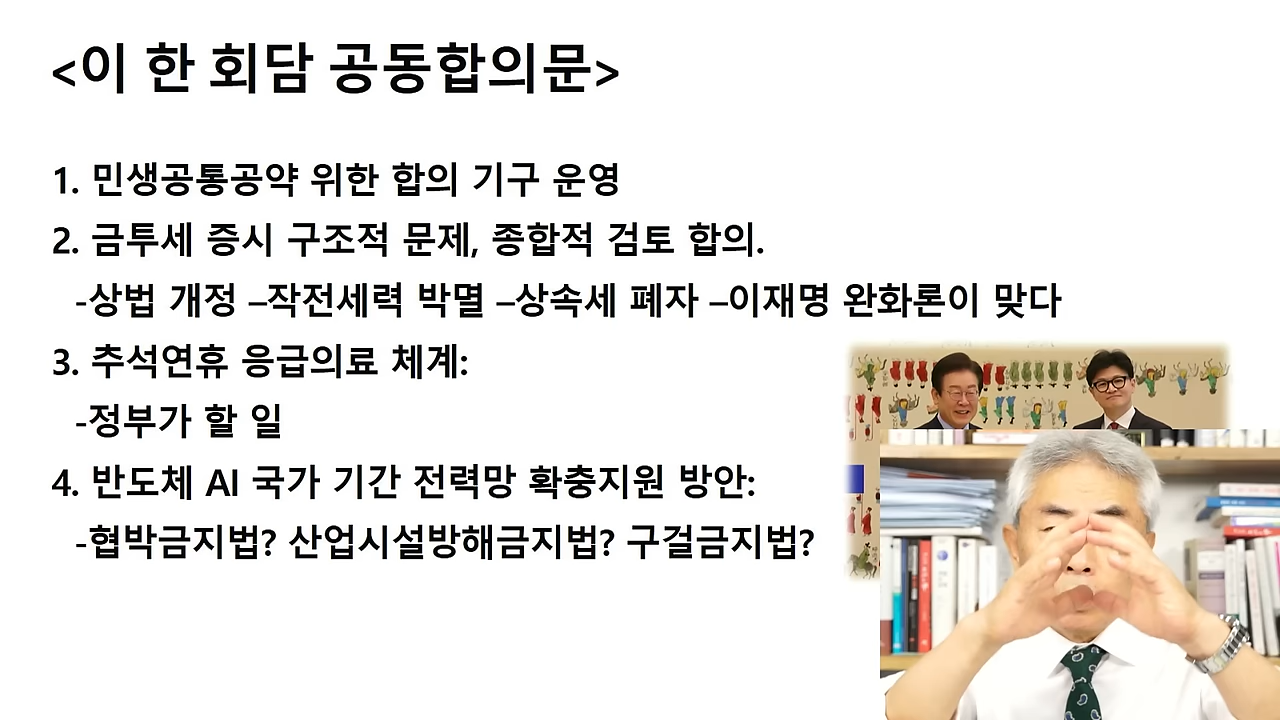 <이 한 회담 공동합의문>
1. 민생공통공약 위한 합의 기구 운영
2. 금투세 증시 구조적 문제, 종합적 검토 합의.
-상법 개정 –작전세력 박멸 –상속세 폐자 –이재명 완화론이 맞다
3. 추석연휴 응급의료 체계:
-정부가 할 일
4. 반도체 AI 국가 기간 전력망 확충지원 방안:
-협박금지법? 산업시설방해금지법? 구걸금지법?